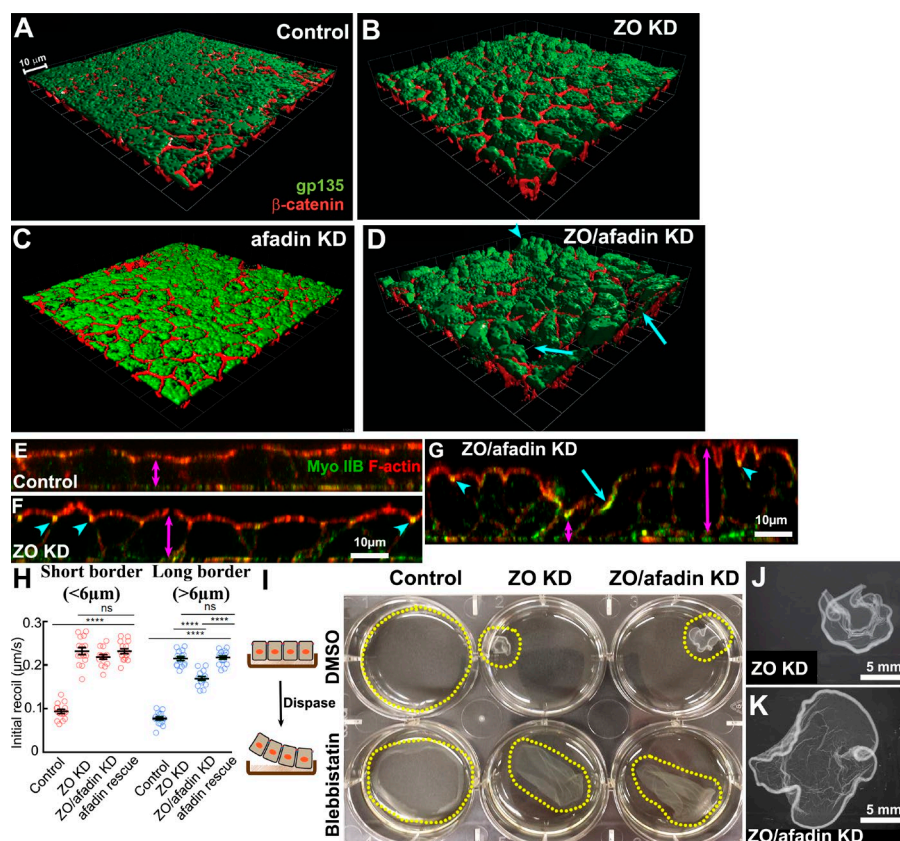 A
Control
10 μm
gp135
β-catenin
B
ZO KD
C
afadin KD
D
ZO/afadin KD
E
Myo IIB F-actin
Control
F
ZO KD
10μm
G
ZO/afadin KD
10μm
H
Short border
(<6μm)
Long border
(>6μm)
ns
ns
****
**** ****
****
Initial recoil (μm/s)
0.3
0.2
0.1
0
Control
ZO KD
ZO/afadin KD
afadin rescue
Control
ZO KD
ZO/afadin KD
afadin rescue
Dispase
I
Control
ZO KD
ZO/afadin KD
DMSO
Blebbistatin
J
ZO KD
5 mm
K
5 mm
ZO/afadin KD